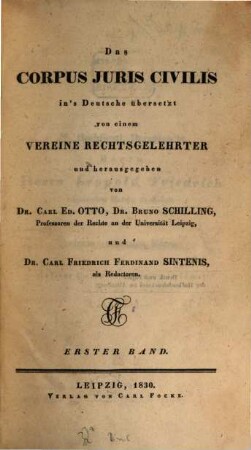 Das
CORPUS JURIS CIVILIS
in's Deutsche übersetzt
von einem
VEREINE RECHTSGELEHRTER
und herausgegeben
von
DR. CARL ED. OTTO, DR. BRUNO SCHILLING,
Professoren der Rechte an der Universität Leipzig,
und
DR. CARL FRIEDRICH FERDINAND SINTENIS,
als Redactoren.
ERSTER BAND.
LEIPZIG, 1830.
VERLAG VON CARL FOCKE.